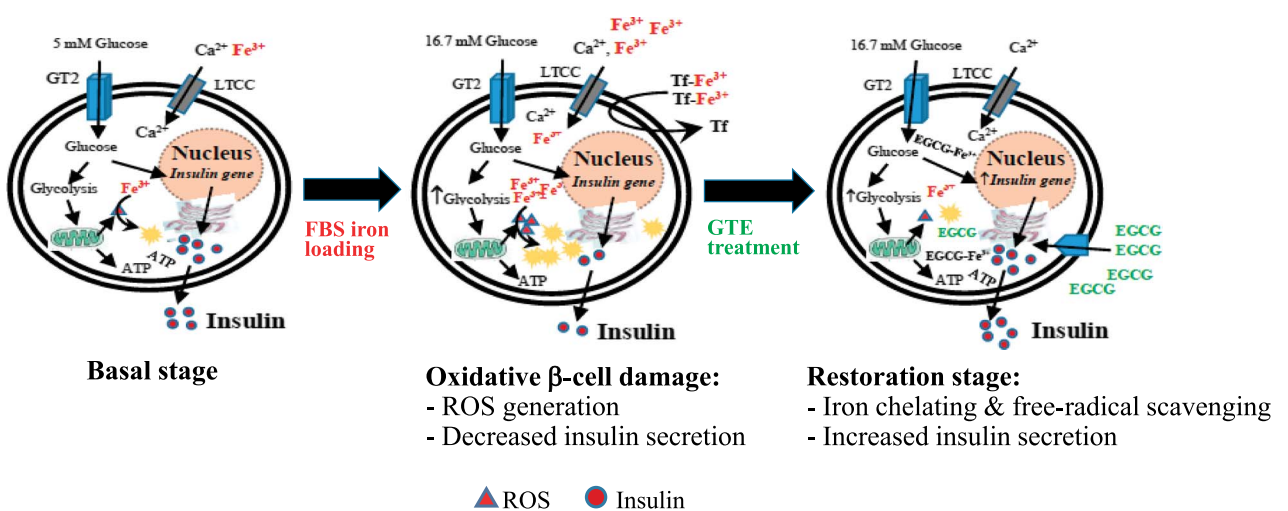 5 mM Glucose
Ca²⁺ Fe³⁺
GT2
LTCC
Ca²⁺
Glucose
Nucleus
Insulin gene
Glycolysis
Fe³⁺
ATP
ATP
Insulin
Basal stage
FBS iron
loading
16.7 mM Glucose
Fe³⁺ Fe³⁺
Ca²⁺, Fe³⁺
GT2
LTCC
Tf-Fe³⁺
Tf-Fe³⁺
Tf
Ca²⁺
Fe³⁺
Glucose
Nucleus
Insulin gene
↑Glycolysis
Fe³⁺
Fe³⁺
Fe³⁺
ATP
Insulin
Oxidative β-cell damage:
- ROS generation
- Decreased insulin secretion
GTE
treatment
16.7 mM Glucose
Ca²⁺
GT2
LTCC
Ca²⁺
EGCG-Fe³⁺
Glucose
Nucleus
↑Insulin gene
↑Glycolysis
Fe³⁺
EGCG
EGCG-Fe³⁺
ATP
ATP
EGCG
EGCG
EGCG
EGCG
Insulin
Restoration stage:
- Iron chelating & free-radical scavenging
- Increased insulin secretion
ROS
Insulin